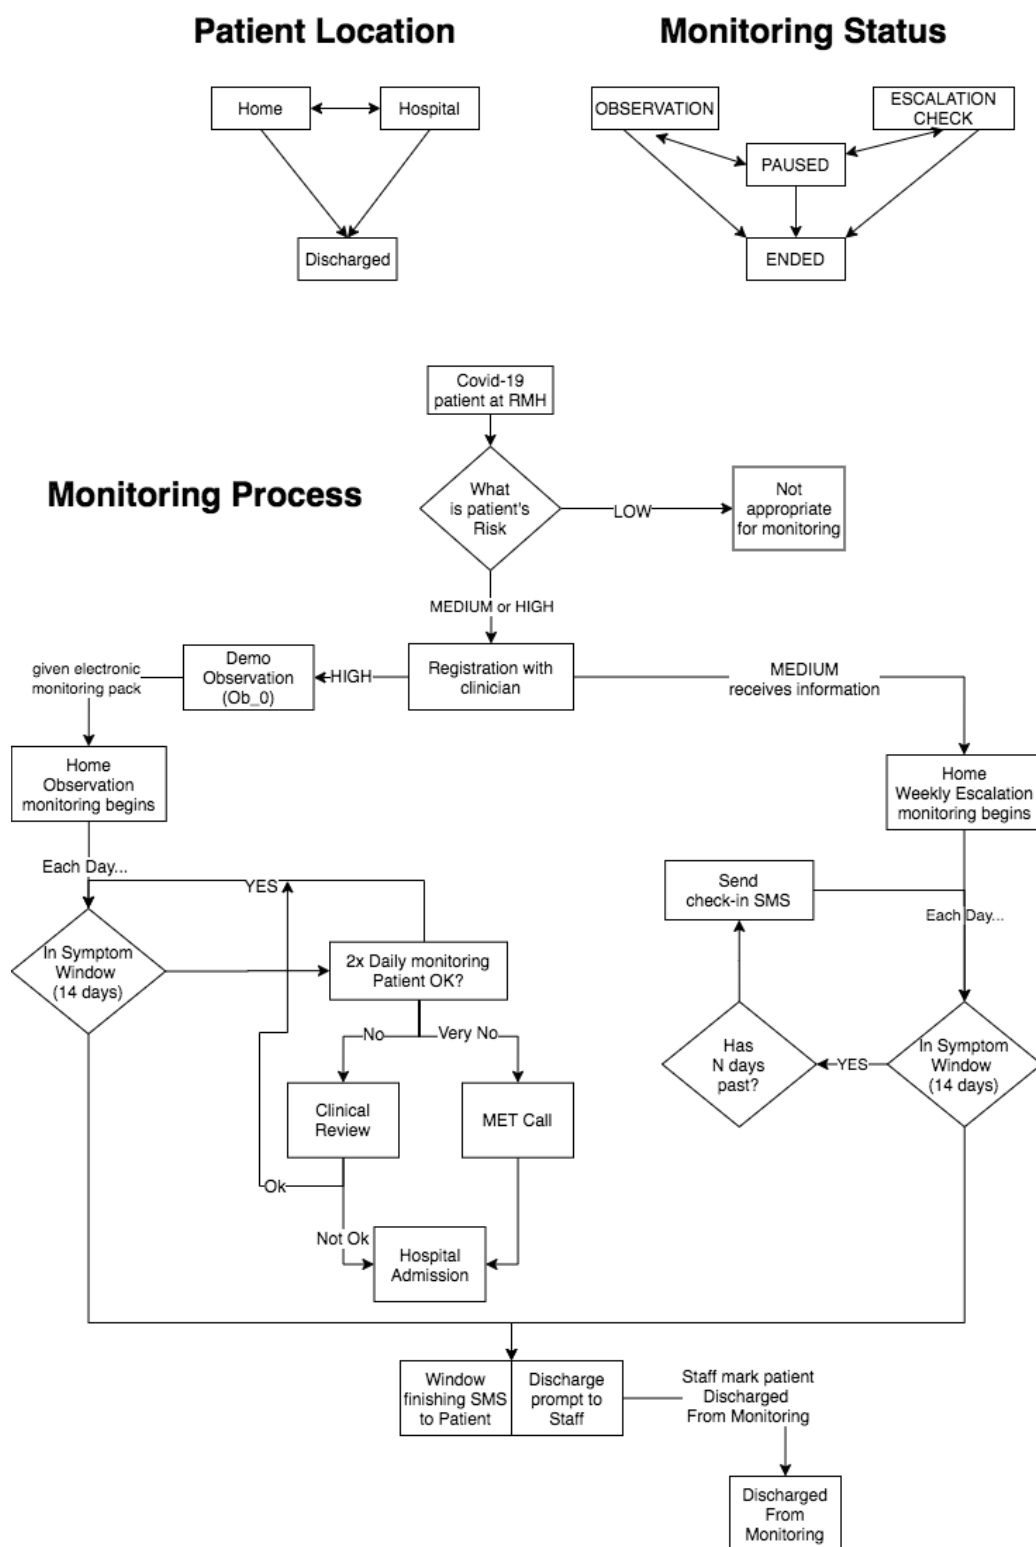 Patient Location
Monitoring Status
Home
Hospital
Discharged
OBSERVATION
ESCALATION
CHECK
PAUSED
ENDED
Covid-19
patient at RMH
Monitoring Process
What
is patient's
Risk
LOW
Not
appropriate
for monitoring
MEDIUM or HIGH
given electronic
monitoring pack
Demo
Observation
(Ob_0)
HIGH
Registration with
clinician
MEDIUM
receives information
Home
Observation
monitoring begins
Home
Weekly Escalation
monitoring begins
Each Day...
YES
Send
check-in SMS
Each Day...
In Symptom
Window
(14 days)
2x Daily monitoring
Patient OK?
No
Very No
Has
N days
past?
YES
In Symptom
Window
(14 days)
Clinical
Review
MET Call
Ok
Not Ok
Hospital
Admission
Window
finishing SMS
to Patient
Discharge
prompt to
Staff
Staff mark patient
Discharged
From Monitoring
Discharged
From
Monitoring